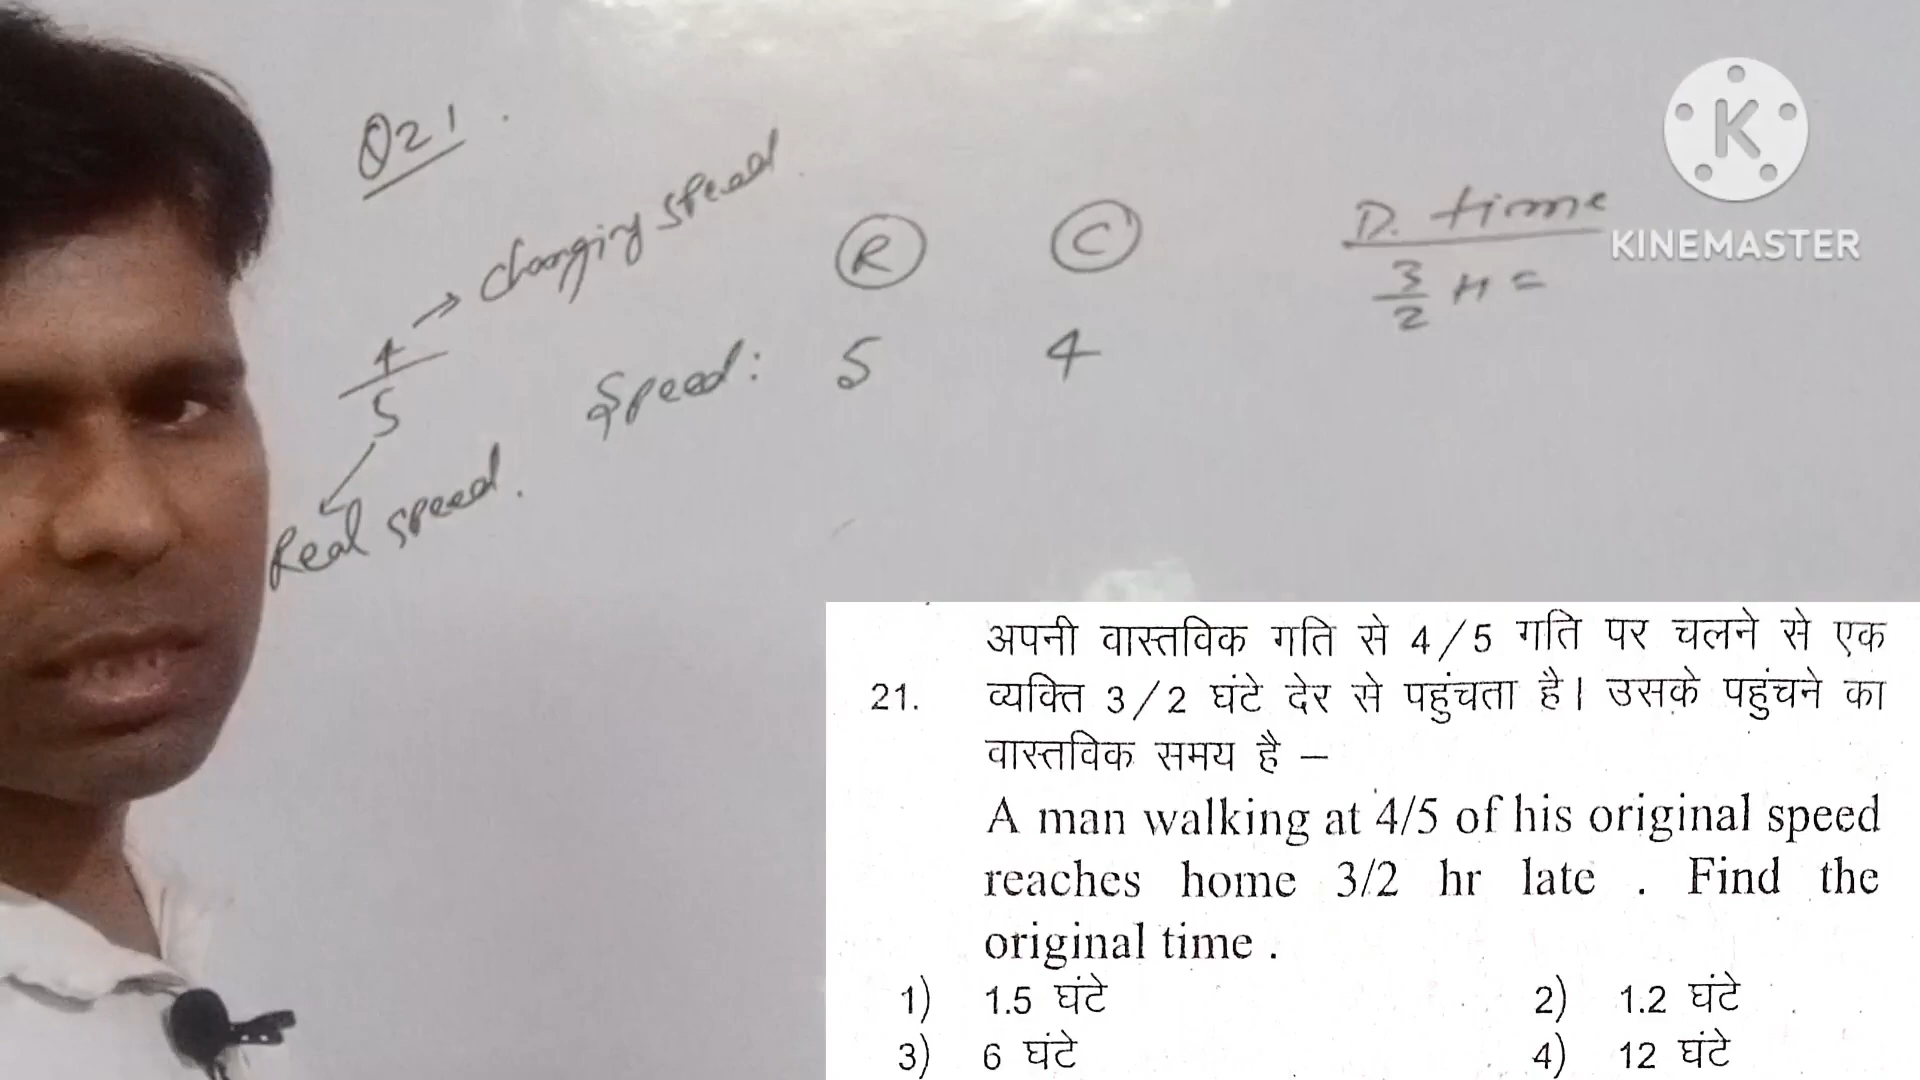 Q21.
4/5 → changing speed
Real speed.
R C
Speed: 5 4
D. time
3/2 H =
K
KINEMASTER
अपनी वास्तविक गति से 4/5 गति पर चलने से एक
21. व्यक्ति 3/2 घंटे देर से पहुंचता है। उसके पहुंचने का
वास्तविक समय है –
A man walking at 4/5 of his original speed
reaches home 3/2 hr late . Find the
original time .
1) 1.5 घंटे 2) 1.2 घंटे
3) 6 घंटे 4) 12 घंटे